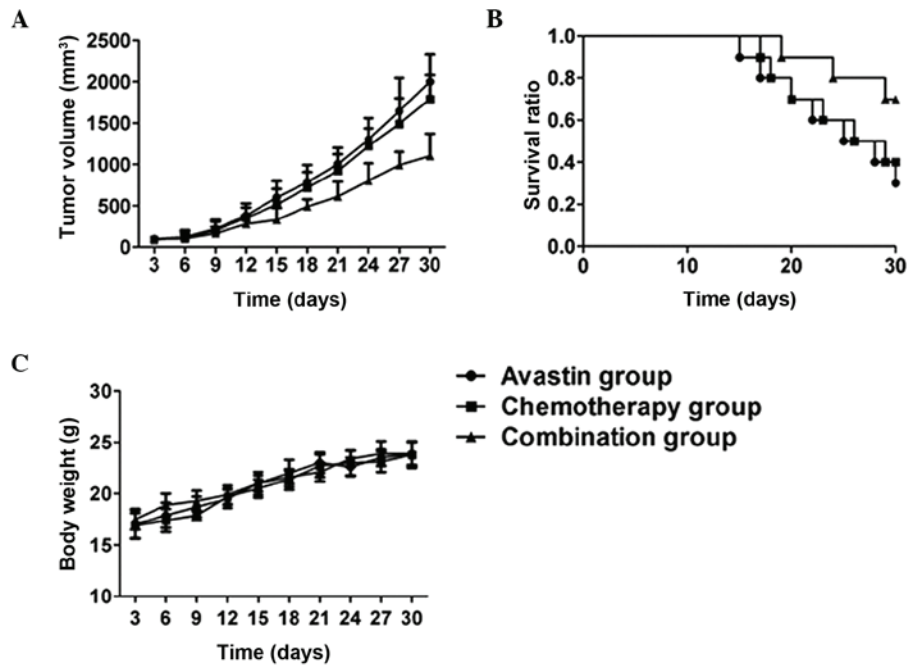 A
Tumor volume (mm³)
2500
2000
1500
1000
500
0
3 6 9 12 15 18 21 24 27 30
Time (days)
B
Survival ratio
1.0
0.8
0.6
0.4
0.2
0.0
0 10 20 30
Time (days)
C
Body weight (g)
30
25
20
15
10
3 6 9 12 15 18 21 24 27 30
Time (days)
Avastin group
Chemotherapy group
Combination group